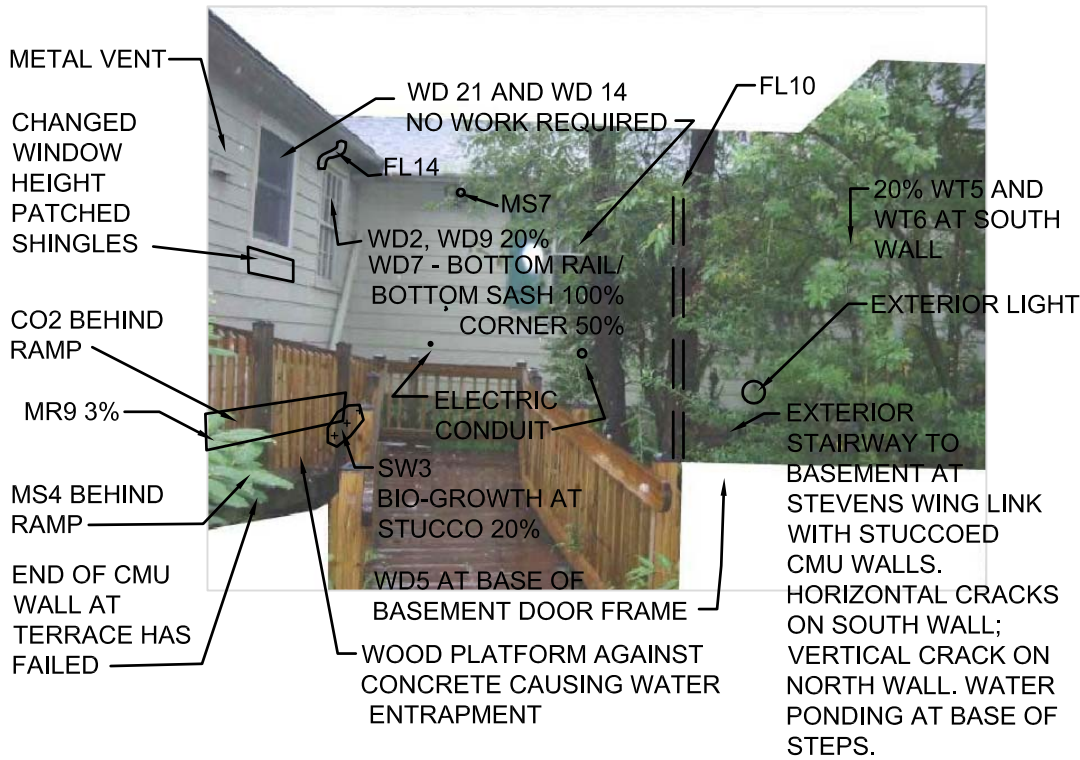 METAL VENT
CHANGED
WINDOW
HEIGHT
PATCHED
SHINGLES
CO2 BEHIND
RAMP
MR9 3%
MS4 BEHIND
RAMP
END OF CMU
WALL AT
TERRACE HAS
FAILED
WD 21 AND WD 14
NO WORK REQUIRED
FL14
MS7
WD2, WD9 20%
WD7 - BOTTOM RAIL/
BOTTOM SASH 100%
CORNER 50%
ELECTRIC
CONDUIT
SW3
BIO-GROWTH AT
STUCCO 20%
WD5 AT BASE OF
BASEMENT DOOR FRAME
WOOD PLATFORM AGAINST
CONCRETE CAUSING WATER
ENTRAPMENT
FL10
20% WT5 AND
WT6 AT SOUTH
WALL
EXTERIOR LIGHT
EXTERIOR
STAIRWAY TO
BASEMENT AT
STEVENS WING LINK
WITH STUCCOED
CMU WALLS.
HORIZONTAL CRACKS
ON SOUTH WALL;
VERTICAL CRACK ON
NORTH WALL. WATER
PONDING AT BASE OF
STEPS.